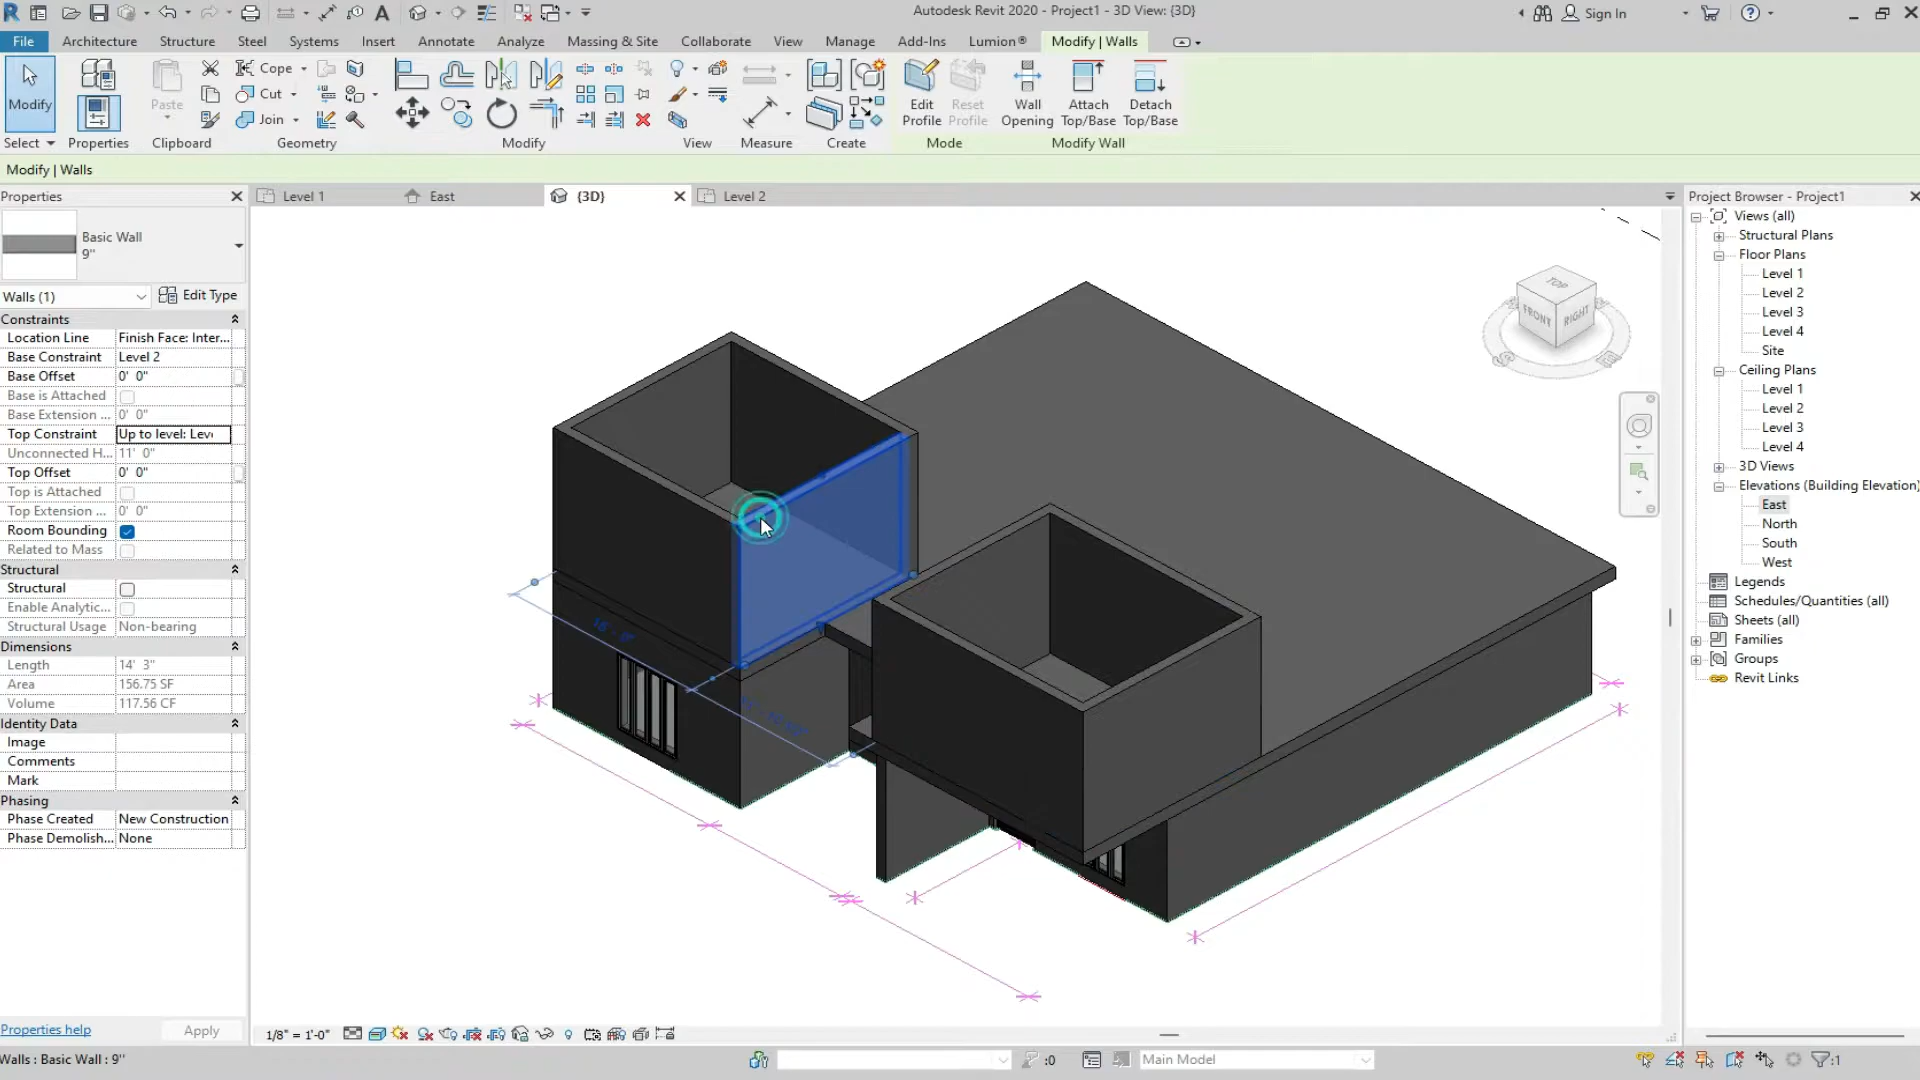 Autodesk Revit 2020 - Project1 - 3D View: {3D}
Sign In
File Architecture Structure Steel Systems Insert Annotate Analyze Massing & Site Collaborate View Manage Add-Ins Lumion® Modify | Walls
Modify
Paste
Cope
Cut
Join
Edit Profile
Reset Profile
Wall Opening
Attach Top/Base
Detach Top/Base
Select Properties Clipboard Geometry Modify View Measure Create Mode Modify Wall
Modify | Walls
Properties
Level 1
East
{3D}
Level 2
Project Browser - Project1
Basic Wall
9"
Walls (1)
Edit Type
Constraints
Location Line Finish Face: Inter...
Base Constraint Level 2
Base Offset 0' 0"
Base is Attached
Base Extension ... 0' 0"
Top Constraint Up to level: Lev
Unconnected H... 11' 0"
Top Offset 0' 0"
Top is Attached
Top Extension ... 0' 0"
Room Bounding
Related to Mass
Structural
Structural
Enable Analytic...
Structural Usage Non-bearing
Dimensions
Length 14' 3"
Area 156.75 SF
Volume 117.56 CF
Identity Data
Image
Comments
Mark
Phasing
Phase Created New Construction
Phase Demolish... None
Properties help
Apply
TOP
FRONT
RIGHT
Views (all)
Structural Plans
Floor Plans
Level 1
Level 2
Level 3
Level 4
Site
Ceiling Plans
Level 1
Level 2
Level 3
Level 4
3D Views
Elevations (Building Elevation)
East
North
South
West
Legends
Schedules/Quantities (all)
Sheets (all)
Families
Groups
Revit Links
1/8" = 1'-0"
Walls : Basic Wall : 9"
:0
Main Model
:1